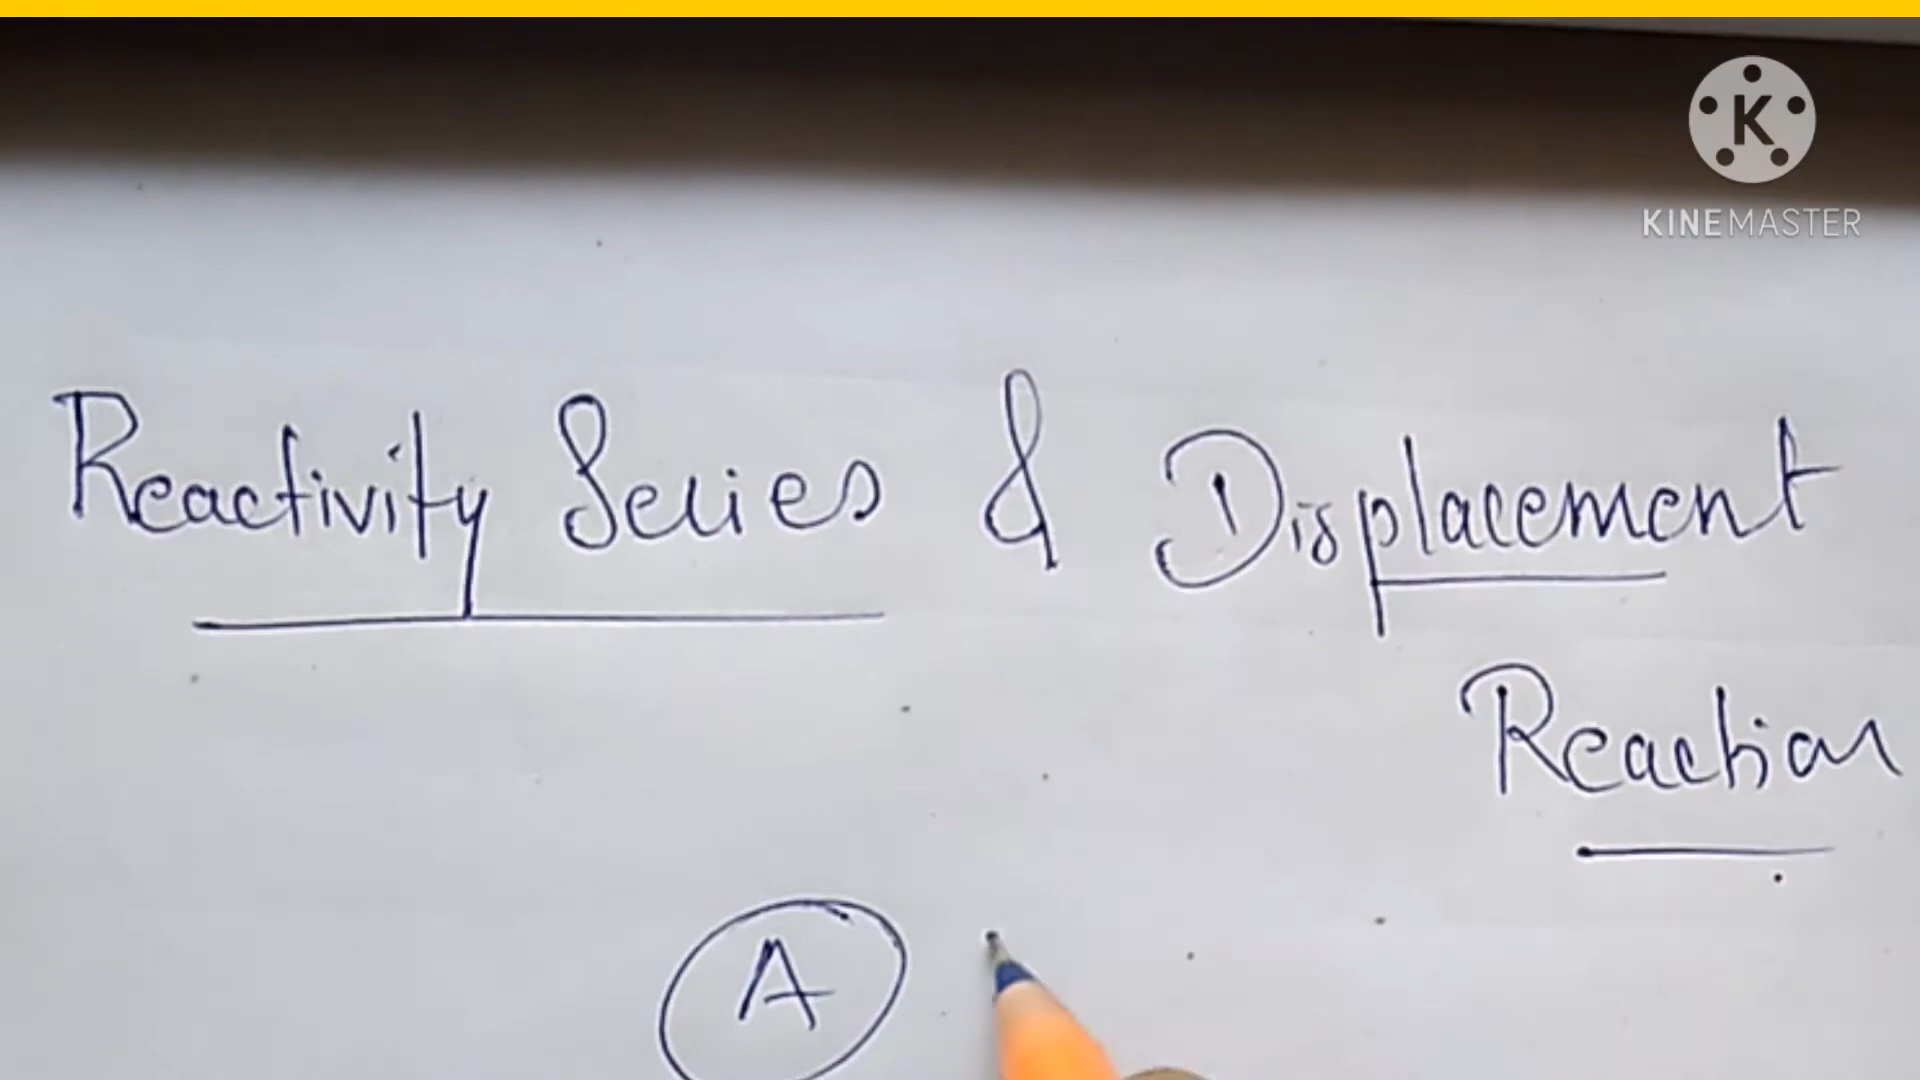 K
KINEMASTER
Reactivity Series & Displacement
Reaction
A